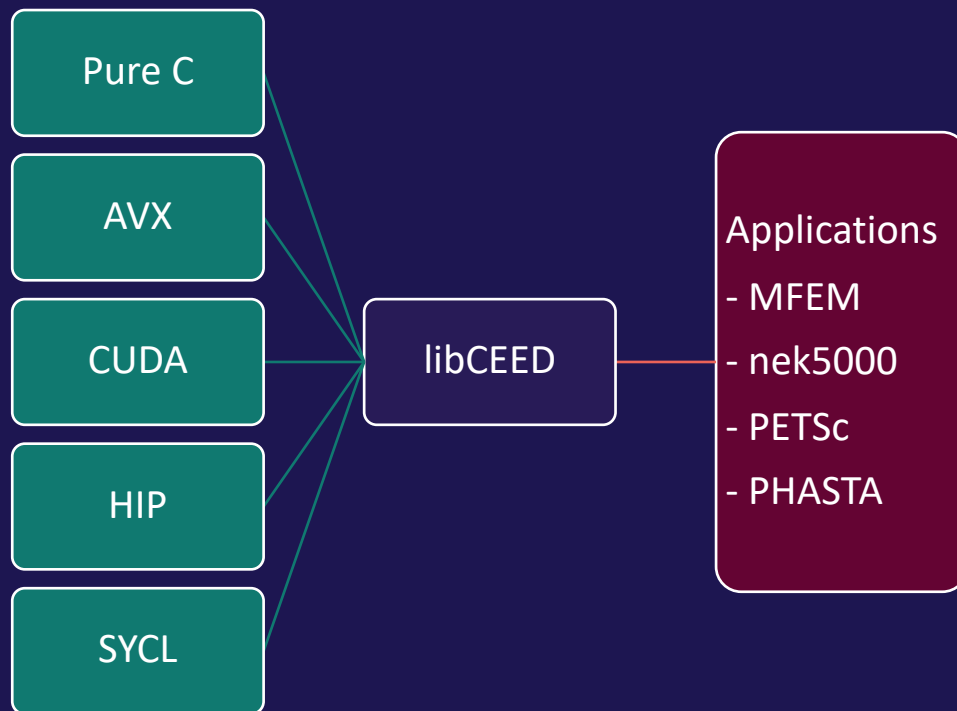 Pure C
AVX
CUDA
HIP
SYCL
libCEED
Applications
- MFEM
- nek5000
- PETSc
- PHASTA